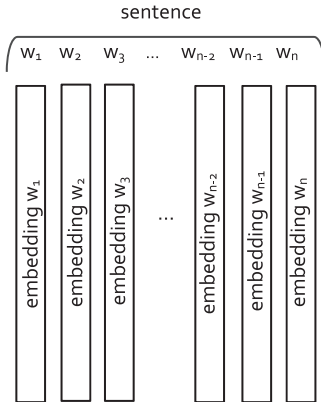 sentence
w₁ w₂ w₃ ... wₙ₋₂ wₙ₋₁ wₙ
embedding w₁
embedding w₂
embedding w₃
...
embedding wₙ₋₂
embedding wₙ₋₁
embedding wₙ